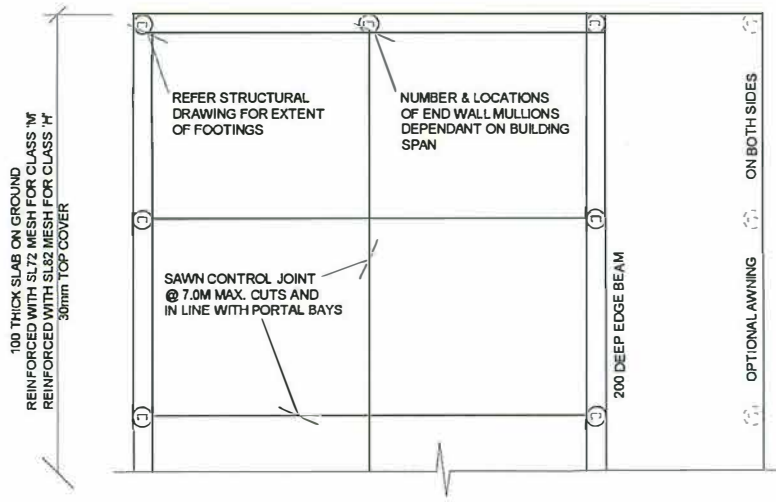 REFER STRUCTURAL
DRAWING FOR EXTENT
OF FOOTINGS
NUMBER & LOCATIONS
OF END WALL MULLIONS
DEPENDANT ON BUILDING
SPAN
ON BOTH SIDES
100 THICK SLAB ON GROUND
REINFORCED WITH SL72 MESH FOR CLASS 'M'
REINFORCED WITH SL82 MESH FOR CLASS 'H'
30mm TOP COVER
SAWN CONTROL JOINT
@ 7.0M MAX. CUTS AND
IN LINE WITH PORTAL BAYS
200 DEEP EDGE BEAM
OPTIONAL AWNING